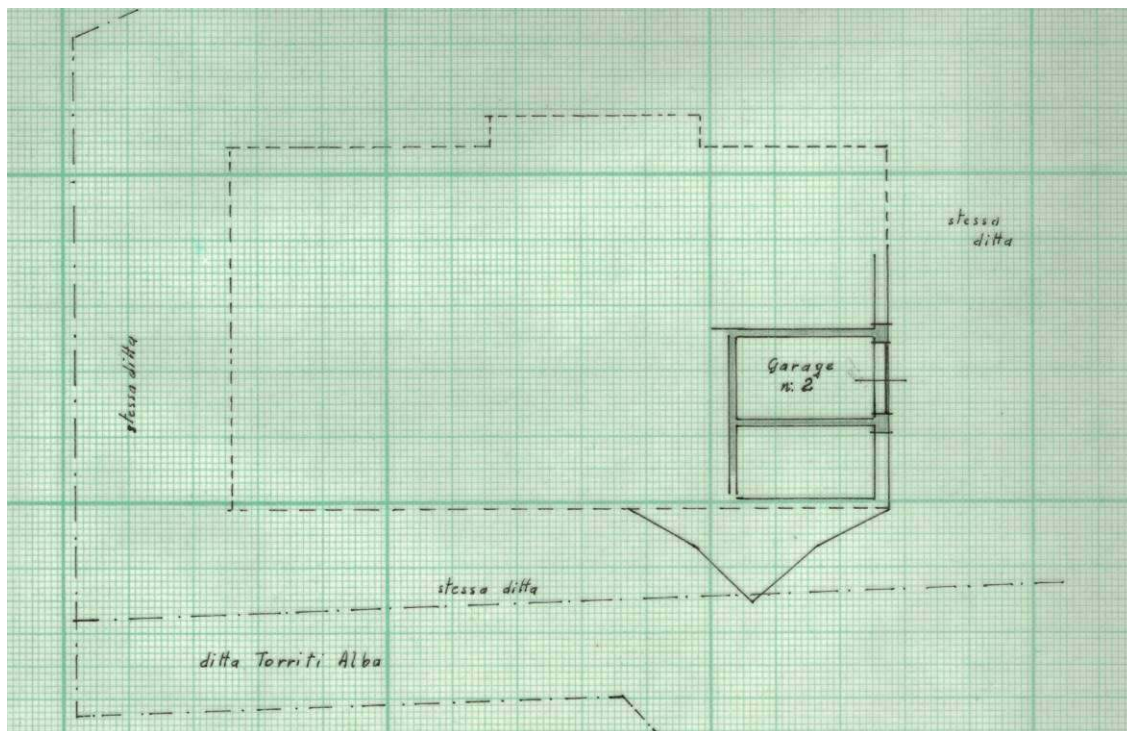 stessa
ditta
Garage
n. 2
stessa ditta
stessa ditta
ditta Torriti Alba